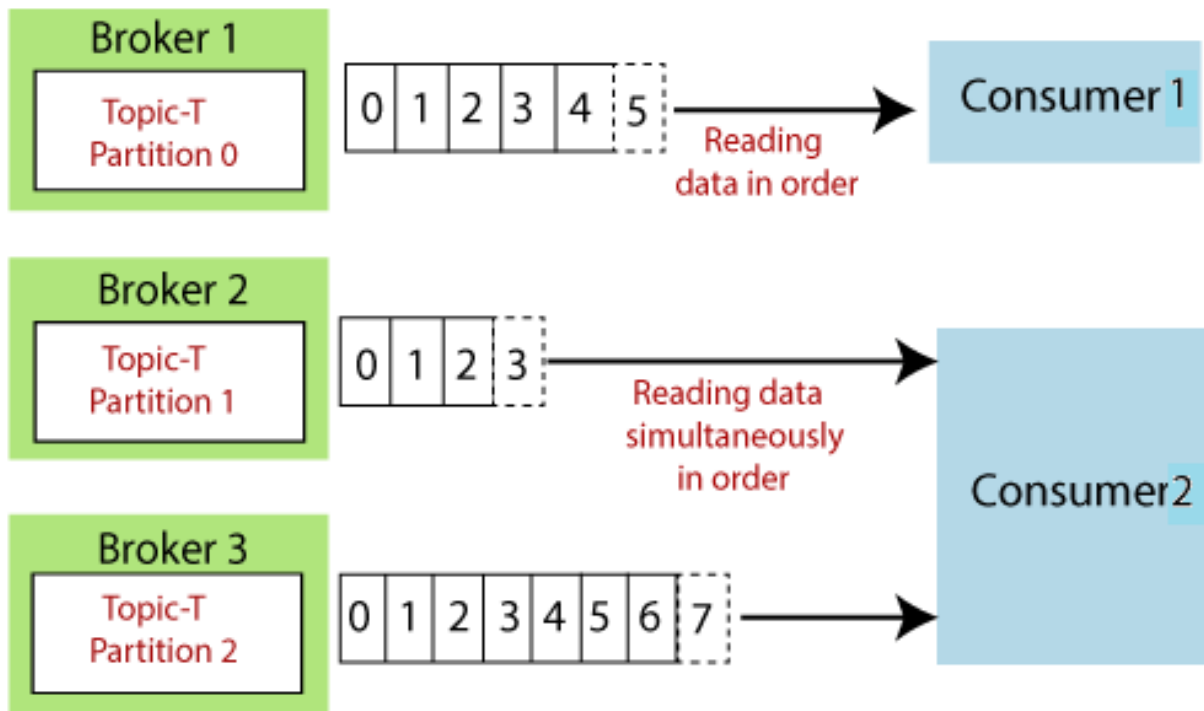 Broker 1
Topic-T
Partition 0
0 1 2 3 4 5
Reading
data in order
Consumer 1
Broker 2
Topic-T
Partition 1
0 1 2 3
Reading data
simultaneously
in order
Consumer 2
Broker 3
Topic-T
Partition 2
0 1 2 3 4 5 6 7